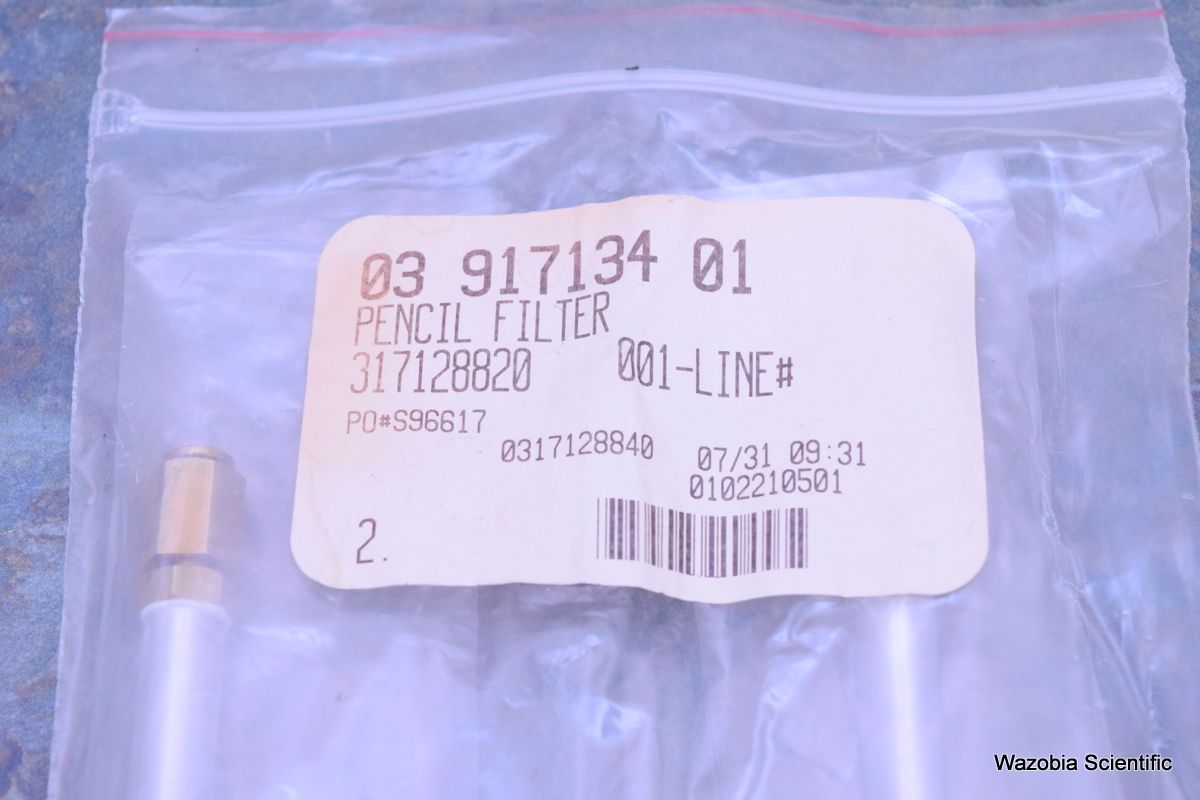 03 917134 01
PENCIL FILTER
317128820 001-LINE#
PO#S96617
0317128840 07/31 09:31
0102210501
2.
Wazobia Scientific